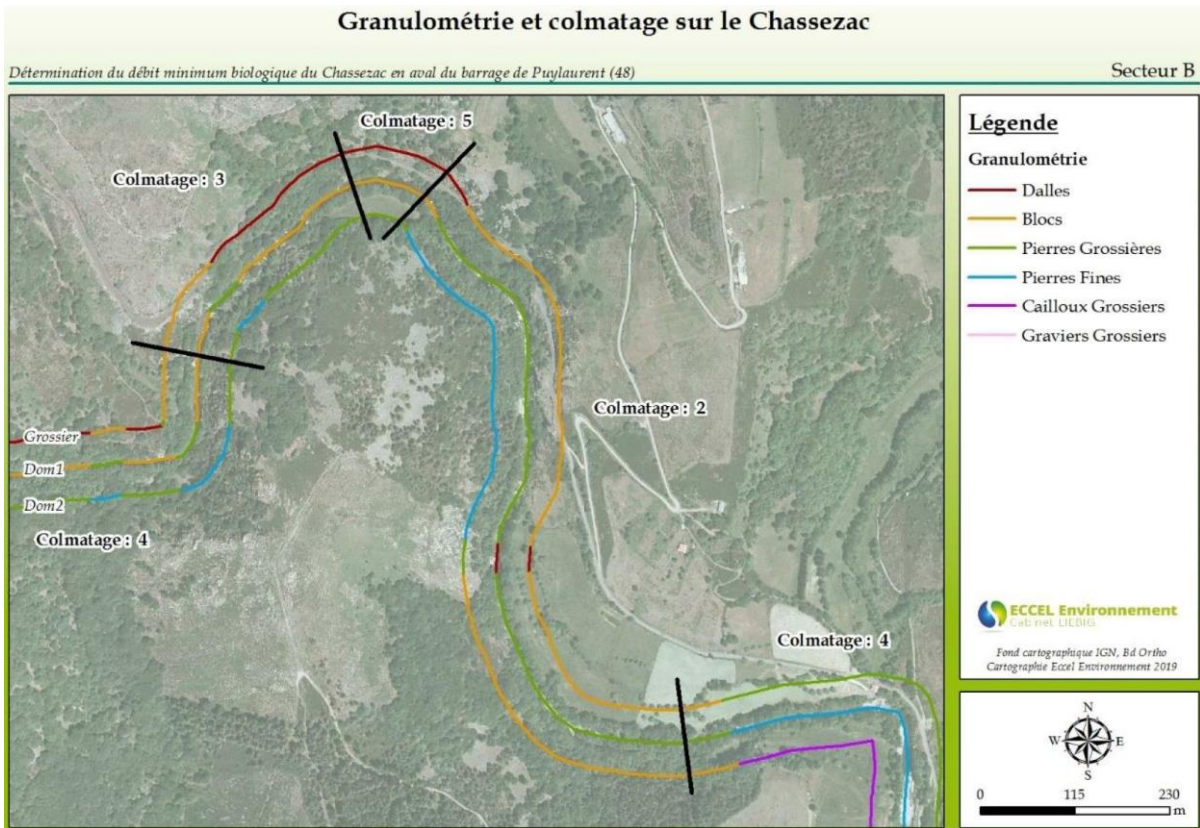 Granulométrie et colmatage sur le Chassezac
Détermination du débit minimum biologique du Chassezac en aval du barrage de Puylaurent (48)
Secteur B
Colmatage : 5
Colmatage : 3
Colmatage : 2
Grossier
Dom1
Dom2
Colmatage : 4
Colmatage : 4
Légende
Granulométrie
Dalles
Blocs
Pierres Grossières
Pierres Fines
Cailloux Grossiers
Graviers Grossiers
ECCEL Environnement
Cabinet LIEBIG
Fond cartographique IGN, Bd Ortho
Cartographie Eccel Environnement 2019
N
W E
S
0 115 230
m